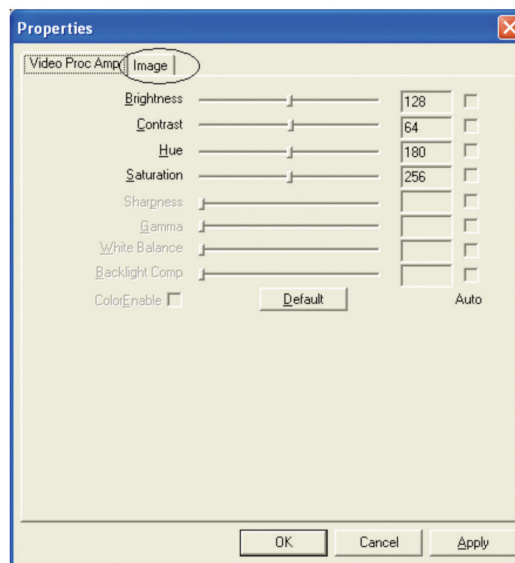 Properties
Video Proc Amp Image
Brightness 128
Contrast 64
Hue 180
Saturation 256
Sharpness
Gamma
White Balance
Backlight Comp
ColorEnable Default Auto
OK Cancel Apply